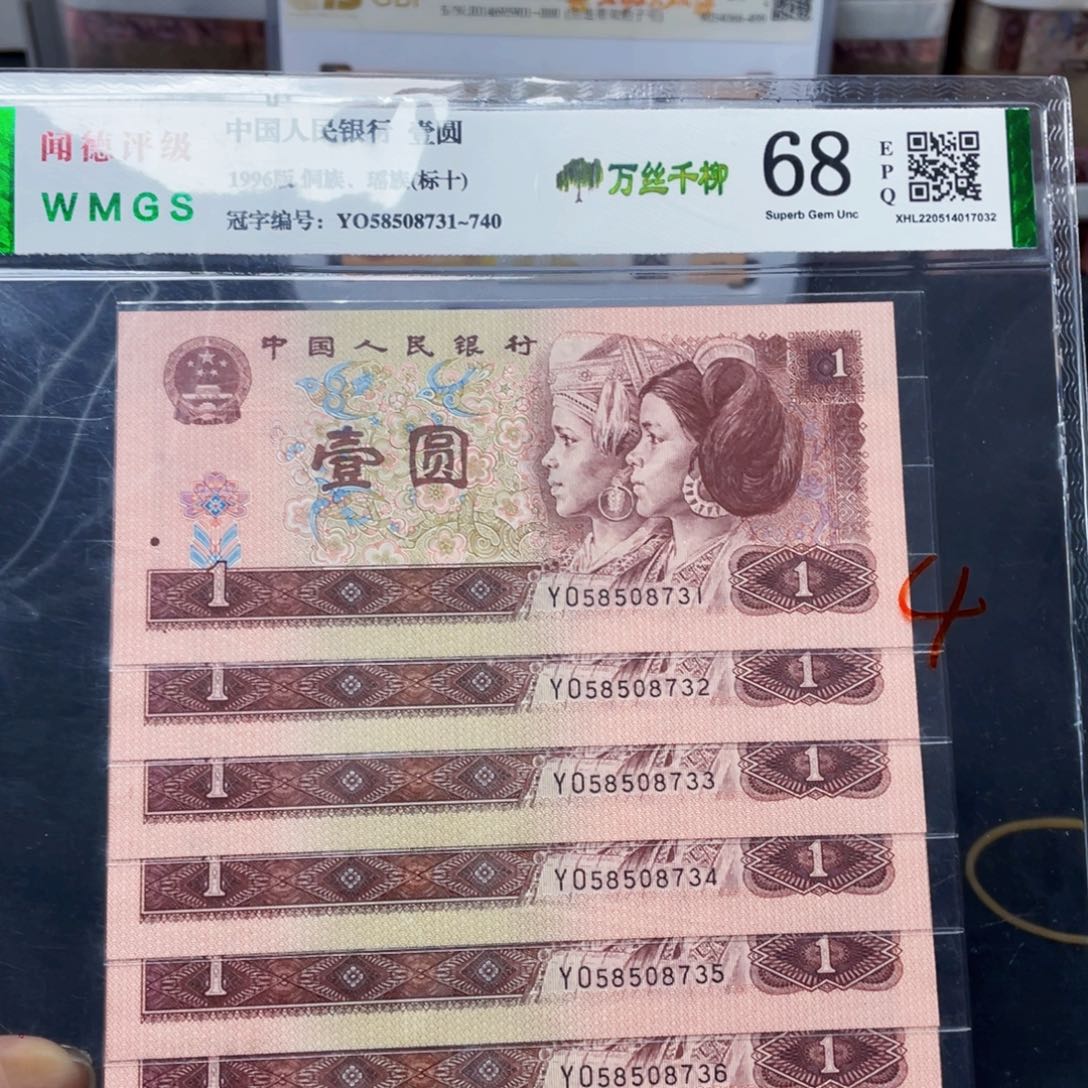 闻德评级
WMGS
中国人民银行 壹圆
1996版 侗族、瑶族(标十)
冠字编号：YO58508731~740
万丝千柳
68
EPQ
Superb Gem Unc
XHL220514017032
中国人民银行
1
壹圆
1
YO58508731
1
4
1
YO58508732
1
1
YO58508733
1
1
YO58508734
1
1
YO58508735
1
YO58508736
1